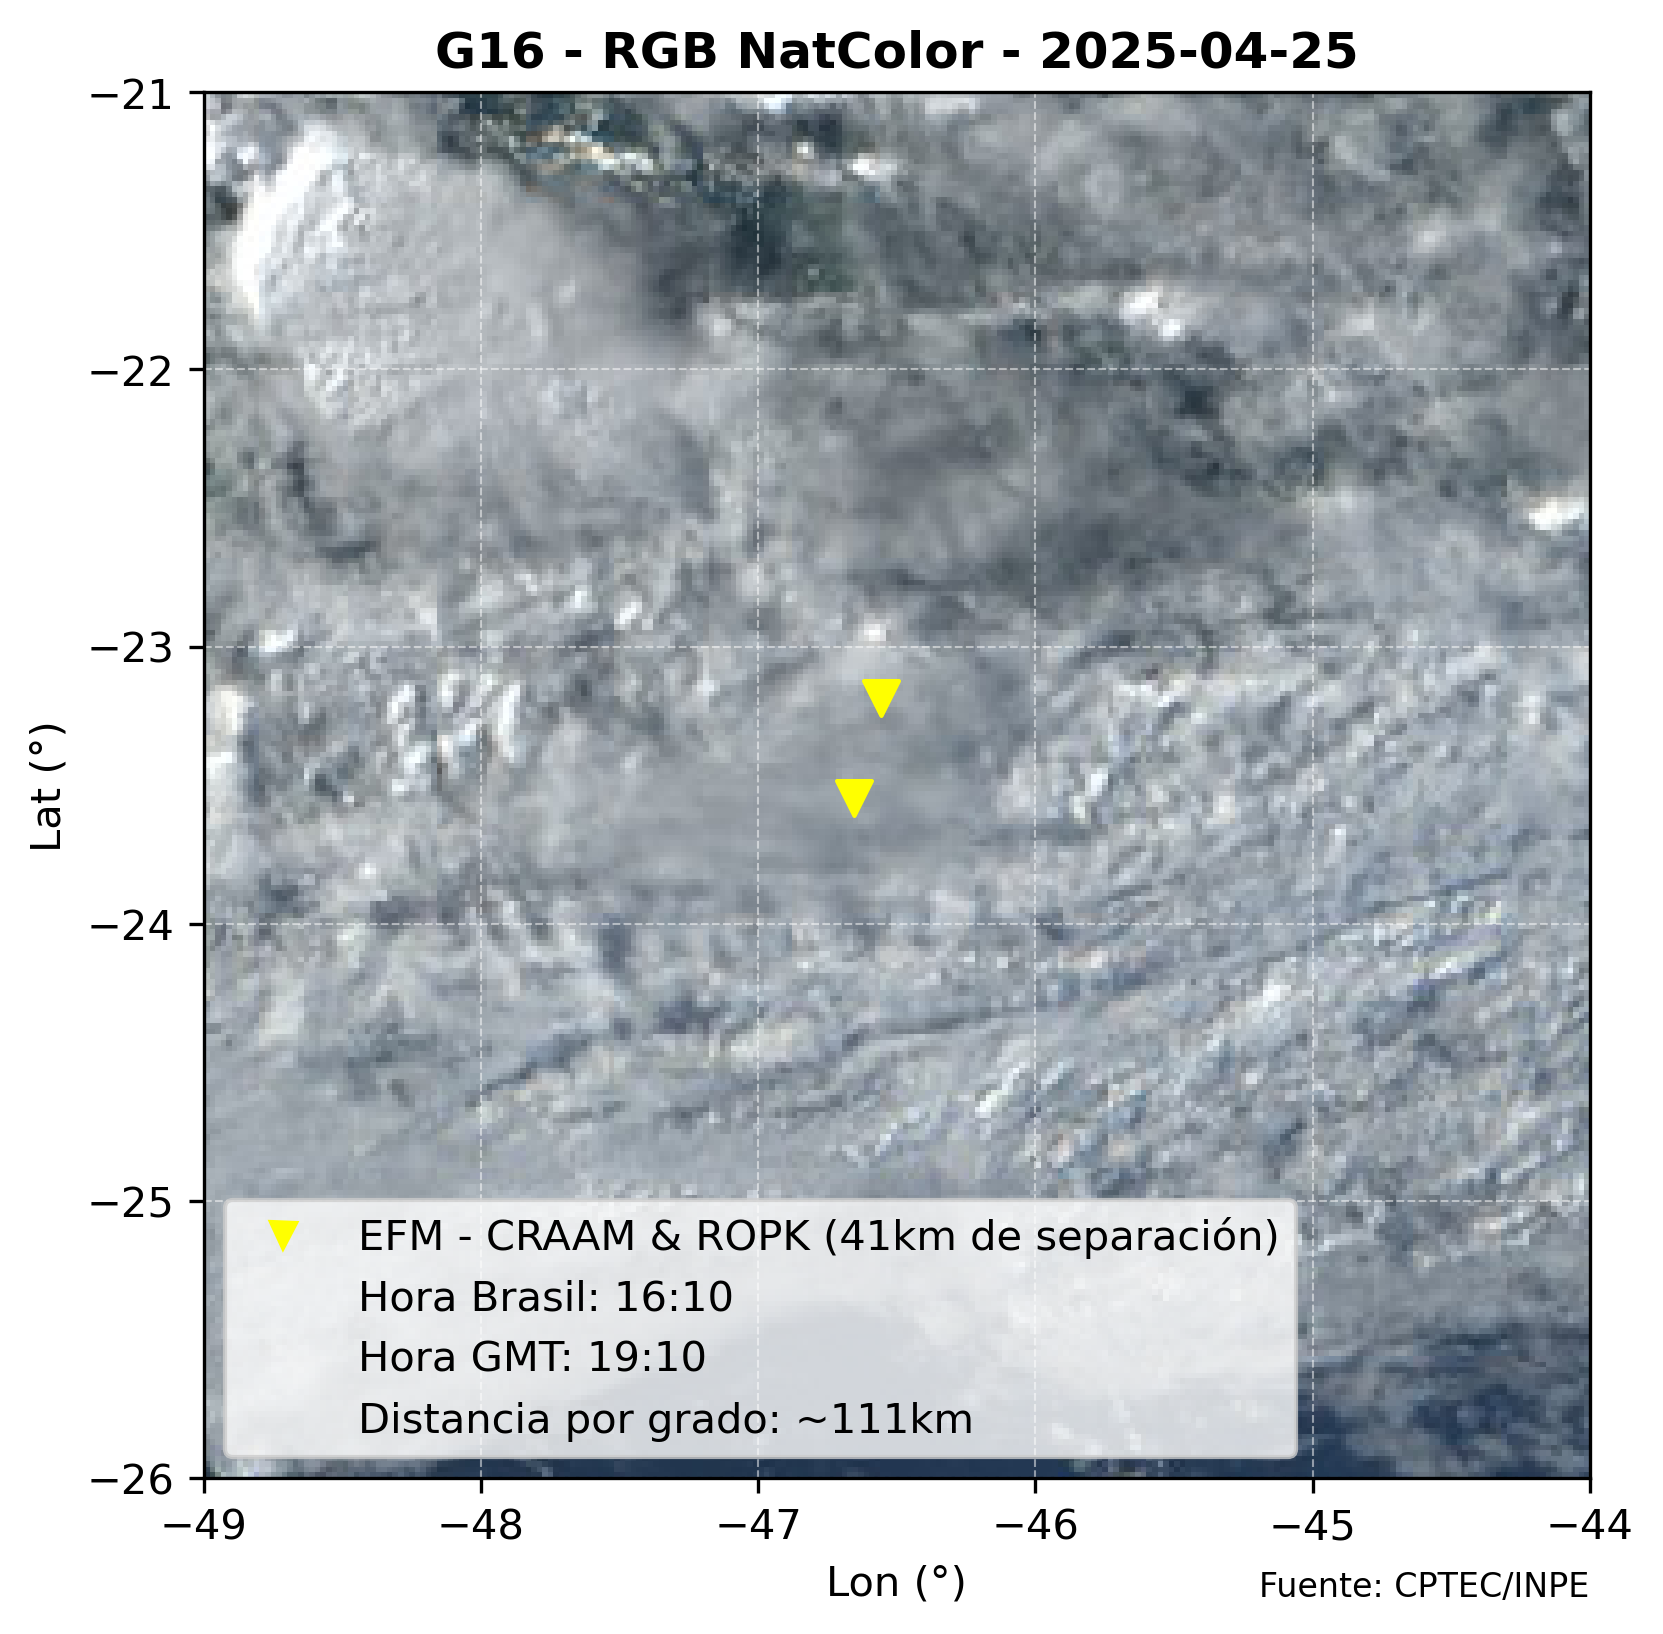 G16 - RGB NatColor - 2025-04-25
−21
−22
−23
−24
−25
−26
Lat (°)
EFM - CRAAM & ROPK (41km de separación)
Hora Brasil: 16:10
Hora GMT: 19:10
Distancia por grado: ~111km
−49
−48
−47
−46
−45
−44
Lon (°)
Fuente: CPTEC/INPE